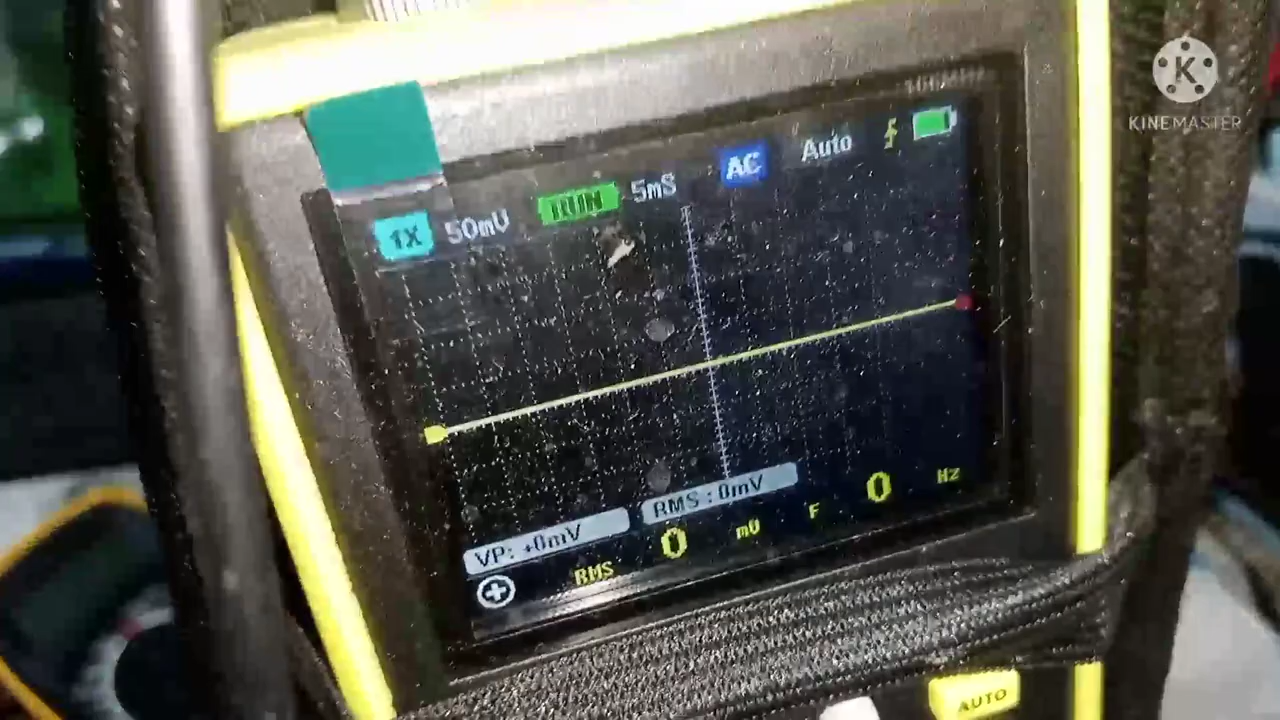 KINEMASTER
1X 50mV RUN 5mS AC Auto
VP: +0mV RMS : 0mV
RMS 0 mV F 0 Hz
AUTO